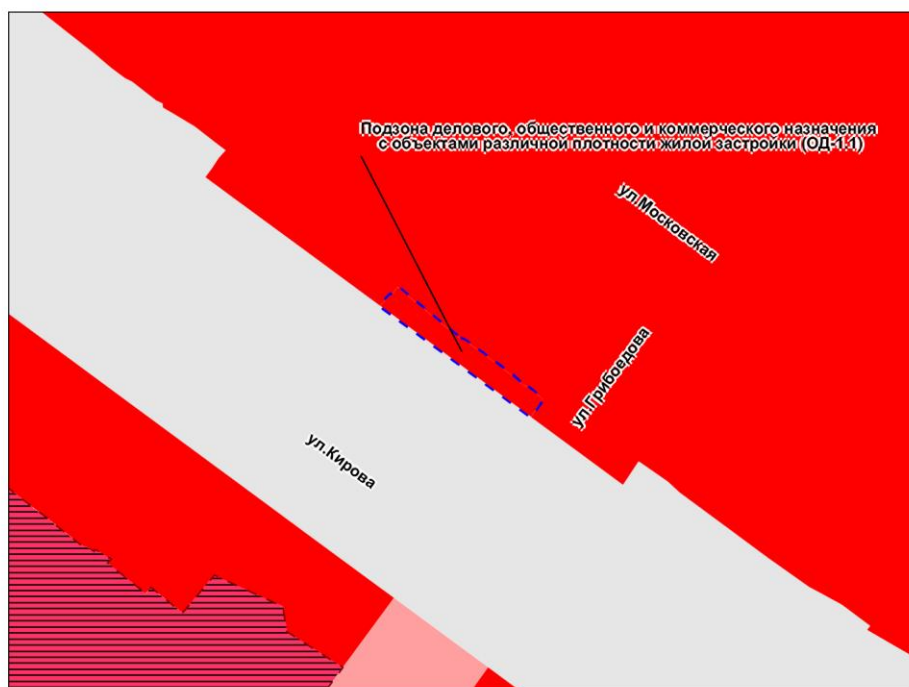 Подзона делового, общественного и коммерческого назначения
с объектами различной плотности жилой застройки (ОД-1.1)
ул.Московская
ул.Грибоедова
ул.Кирова